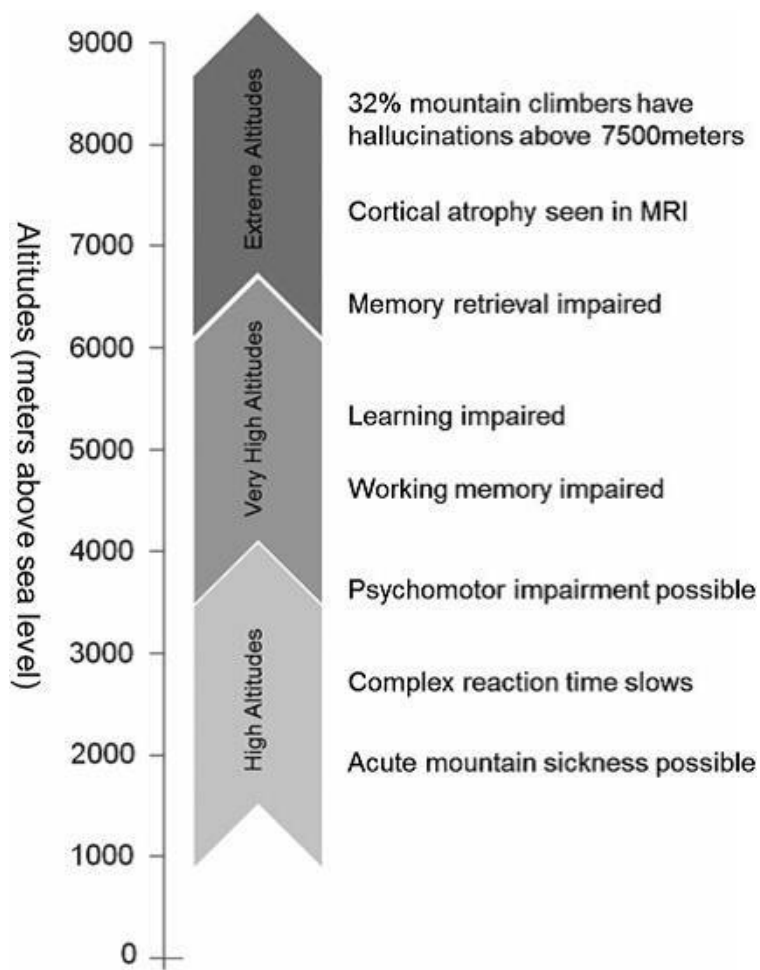 Altitudes (meters above sea level)
9000
8000
7000
6000
5000
4000
3000
2000
1000
0
Extreme Altitudes
Very High Altitudes
High Altitudes
32% mountain climbers have
hallucinations above 7500meters
Cortical atrophy seen in MRI
Memory retrieval impaired
Learning impaired
Working memory impaired
Psychomotor impairment possible
Complex reaction time slows
Acute mountain sickness possible